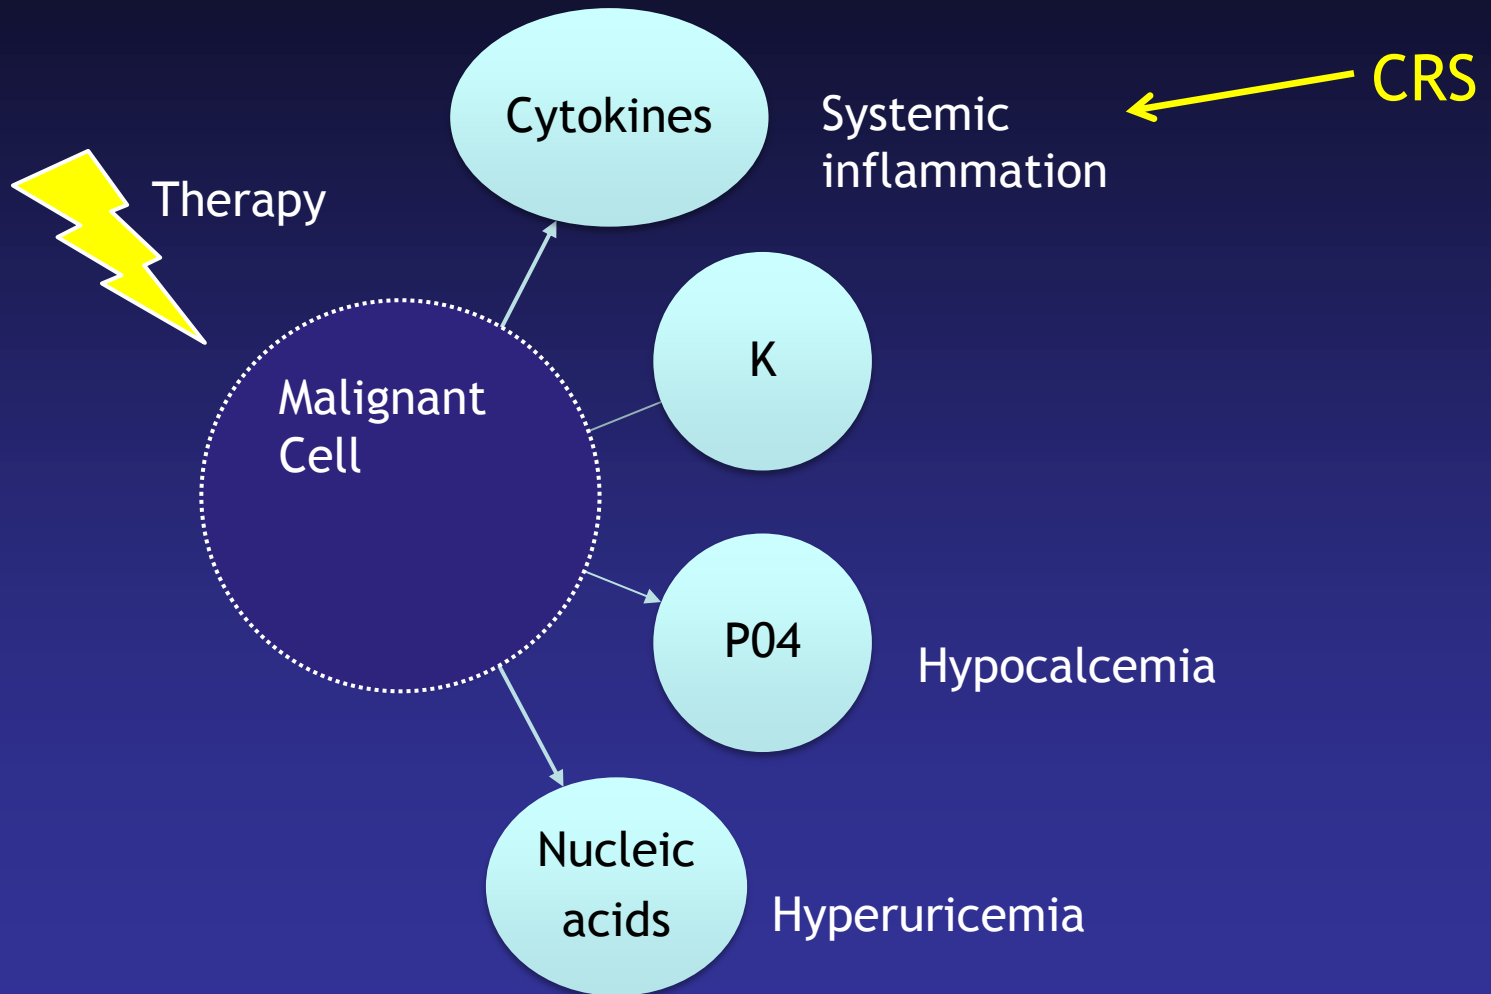 Cytokines
Systemic
inflammation
CRS
Therapy
K
Malignant
Cell
P04
Hypocalcemia
Nucleic
acids
Hyperuricemia